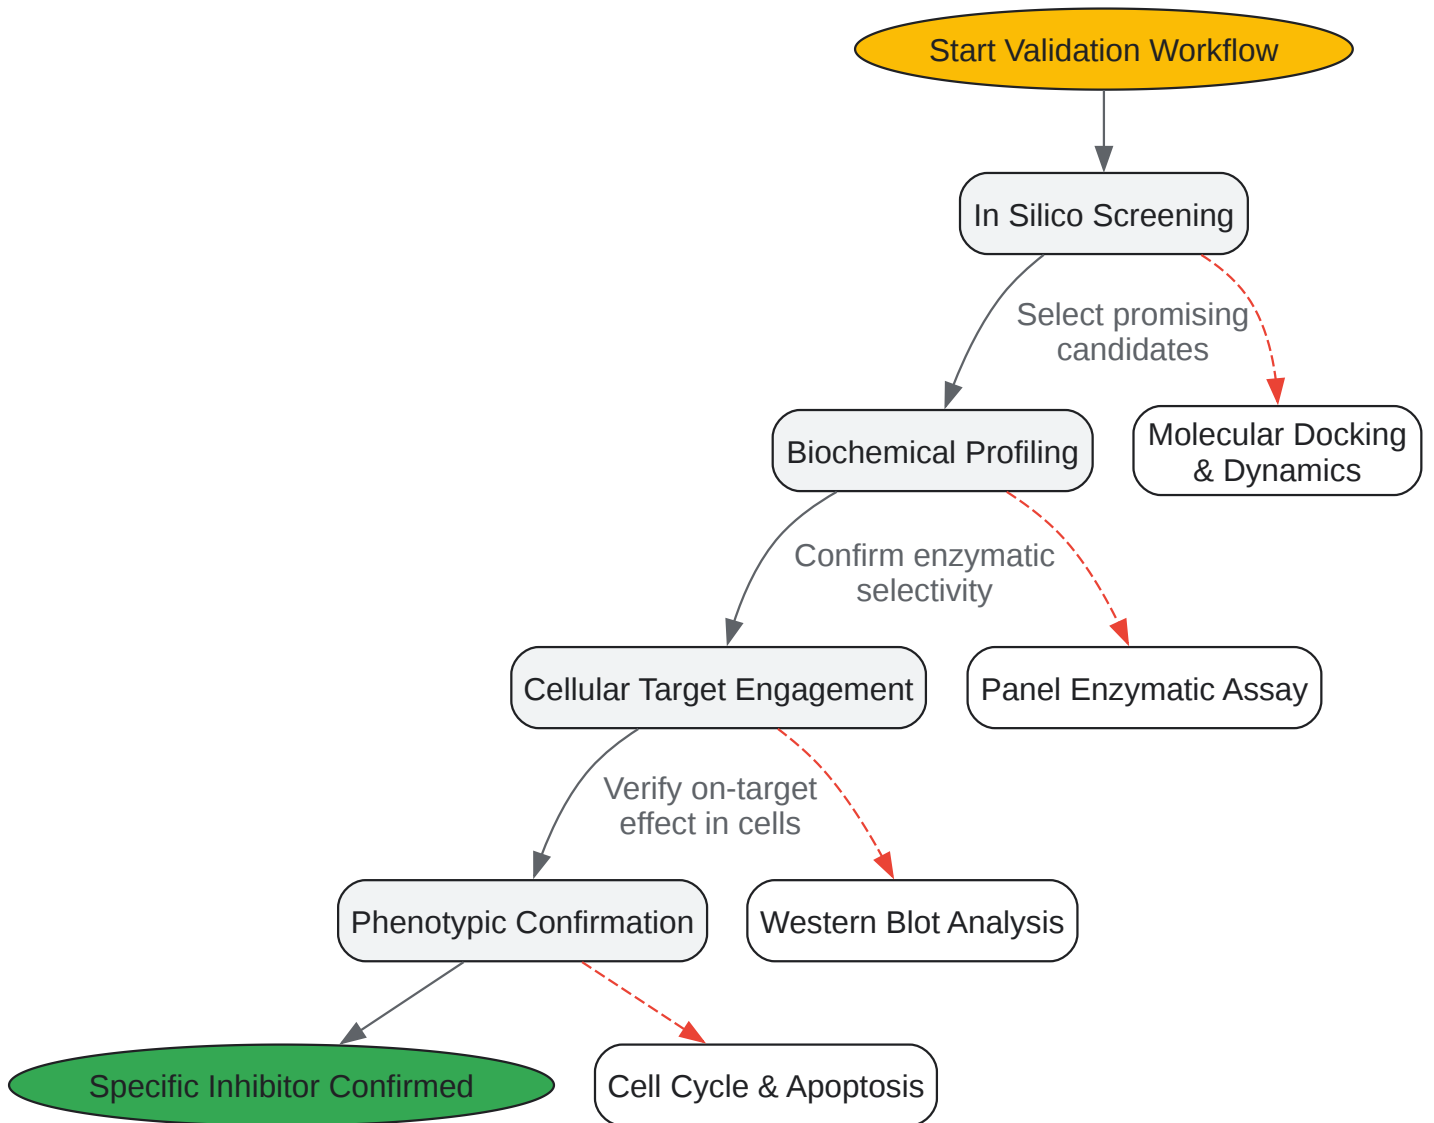 Start Validation Workflow
In Silico Screening
Select promising
candidates
Biochemical Profiling
Molecular Docking
& Dynamics
Confirm enzymatic
selectivity
Cellular Target Engagement
Panel Enzymatic Assay
Verify on-target
effect in cells
Phenotypic Confirmation
Western Blot Analysis
Specific Inhibitor Confirmed
Cell Cycle & Apoptosis